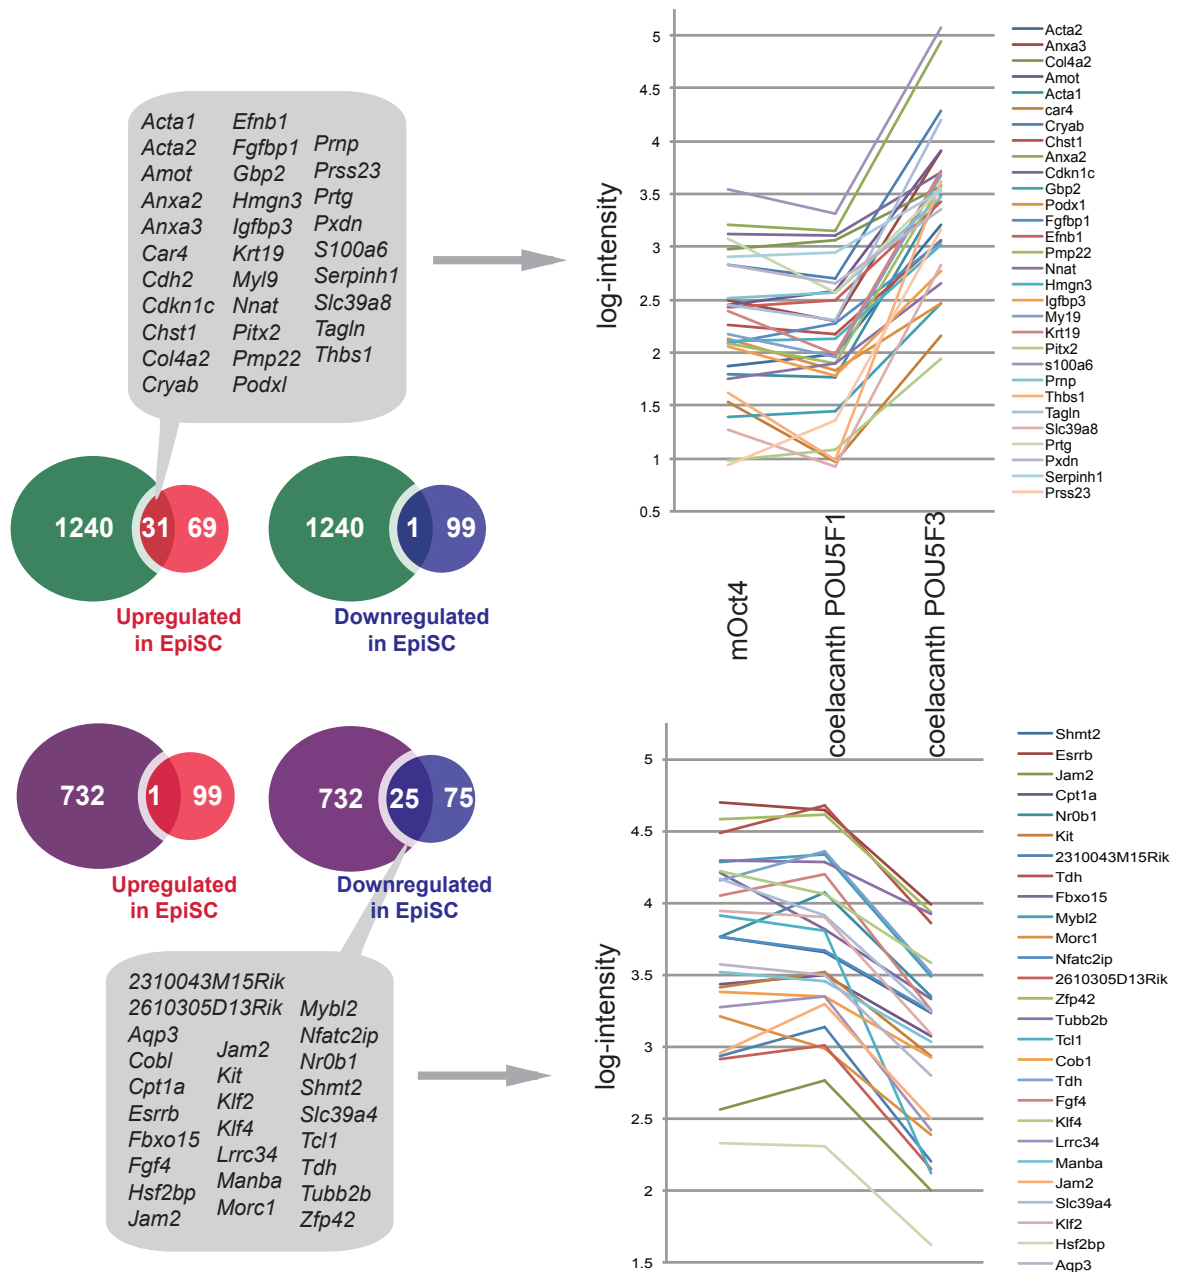 Acta1
Acta2
Amot
Anxa2
Anxa3
Car4
Cdh2
Cdkn1c
Chst1
Col4a2
Cryab
Efnb1
Fgfbp1
Gbp2
Hmgn3
Igfbp3
Krt19
Myl9
Nnat
Pitx2
Pmp22
Podxl
Prnp
Prss23
Prtg
Pxdn
S100a6
Serpinh1
Slc39a8
Tagln
Thbs1
1240
31
69
Upregulated
in EpiSC
1240
1
99
Downregulated
in EpiSC
log-intensity
5
4.5
4
3.5
3
2.5
2
1.5
1
0.5
Acta2
Anxa3
Col4a2
Amot
Acta1
car4
Cryab
Chst1
Anxa2
Cdkn1c
Gbp2
Podx1
Fgfbp1
Efnb1
Pmp22
Nnat
Hmgn3
Igfbp3
My19
Krt19
Pitx2
s100a6
Prnp
Thbs1
Tagln
Slc39a8
Prtg
Pxdn
Serpinh1
Prss23
mOct4
coelacanth POU5F1
coelacanth POU5F3
732
1
99
Upregulated
in EpiSC
732
25
75
Downregulated
in EpiSC
2310043M15Rik
2610305D13Rik
Aqp3
Cobl
Cpt1a
Esrrb
Fbxo15
Fgf4
Hsf2bp
Jam2
Jam2
Kit
Klf2
Klf4
Lrrc34
Manba
Morc1
Mybl2
Nfatc2ip
Nr0b1
Shmt2
Slc39a4
Tcl1
Tdh
Tubb2b
Zfp42
log-intensity
5
4.5
4
3.5
3
2.5
2
1.5
Shmt2
Esrrb
Jam2
Cpt1a
Nr0b1
Kit
2310043M15Rik
Tdh
Fbxo15
Mybl2
Morc1
Nfatc2ip
2610305D13Rik
Zfp42
Tubb2b
Tcl1
Cob1
Tdh
Fgf4
Klf4
Lrrc34
Manba
Jam2
Slc39a4
Klf2
Hsf2bp
Aqp3